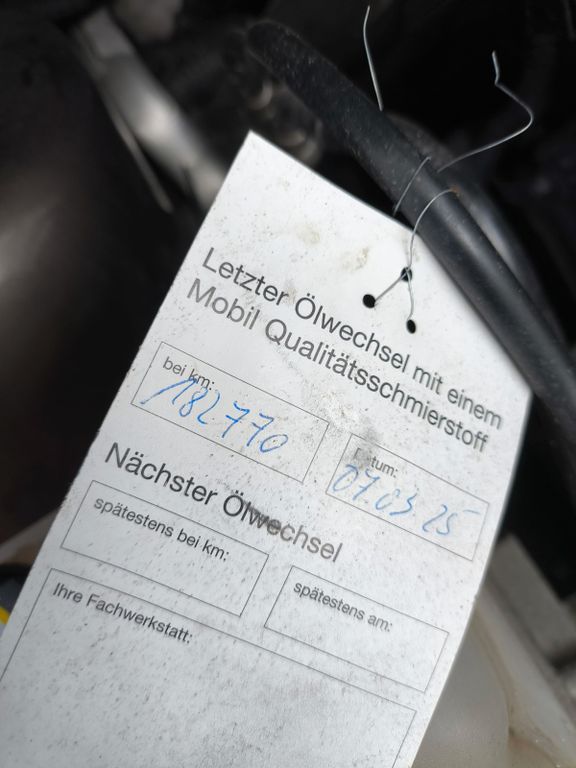 Letzter Ölwechsel mit einem
Mobil Qualitätsschmierstoff
bei km:
182770
Datum:
07.03 25
Nächster Ölwechsel
spätestens bei km:
spätestens am:
Ihre Fachwerkstatt: